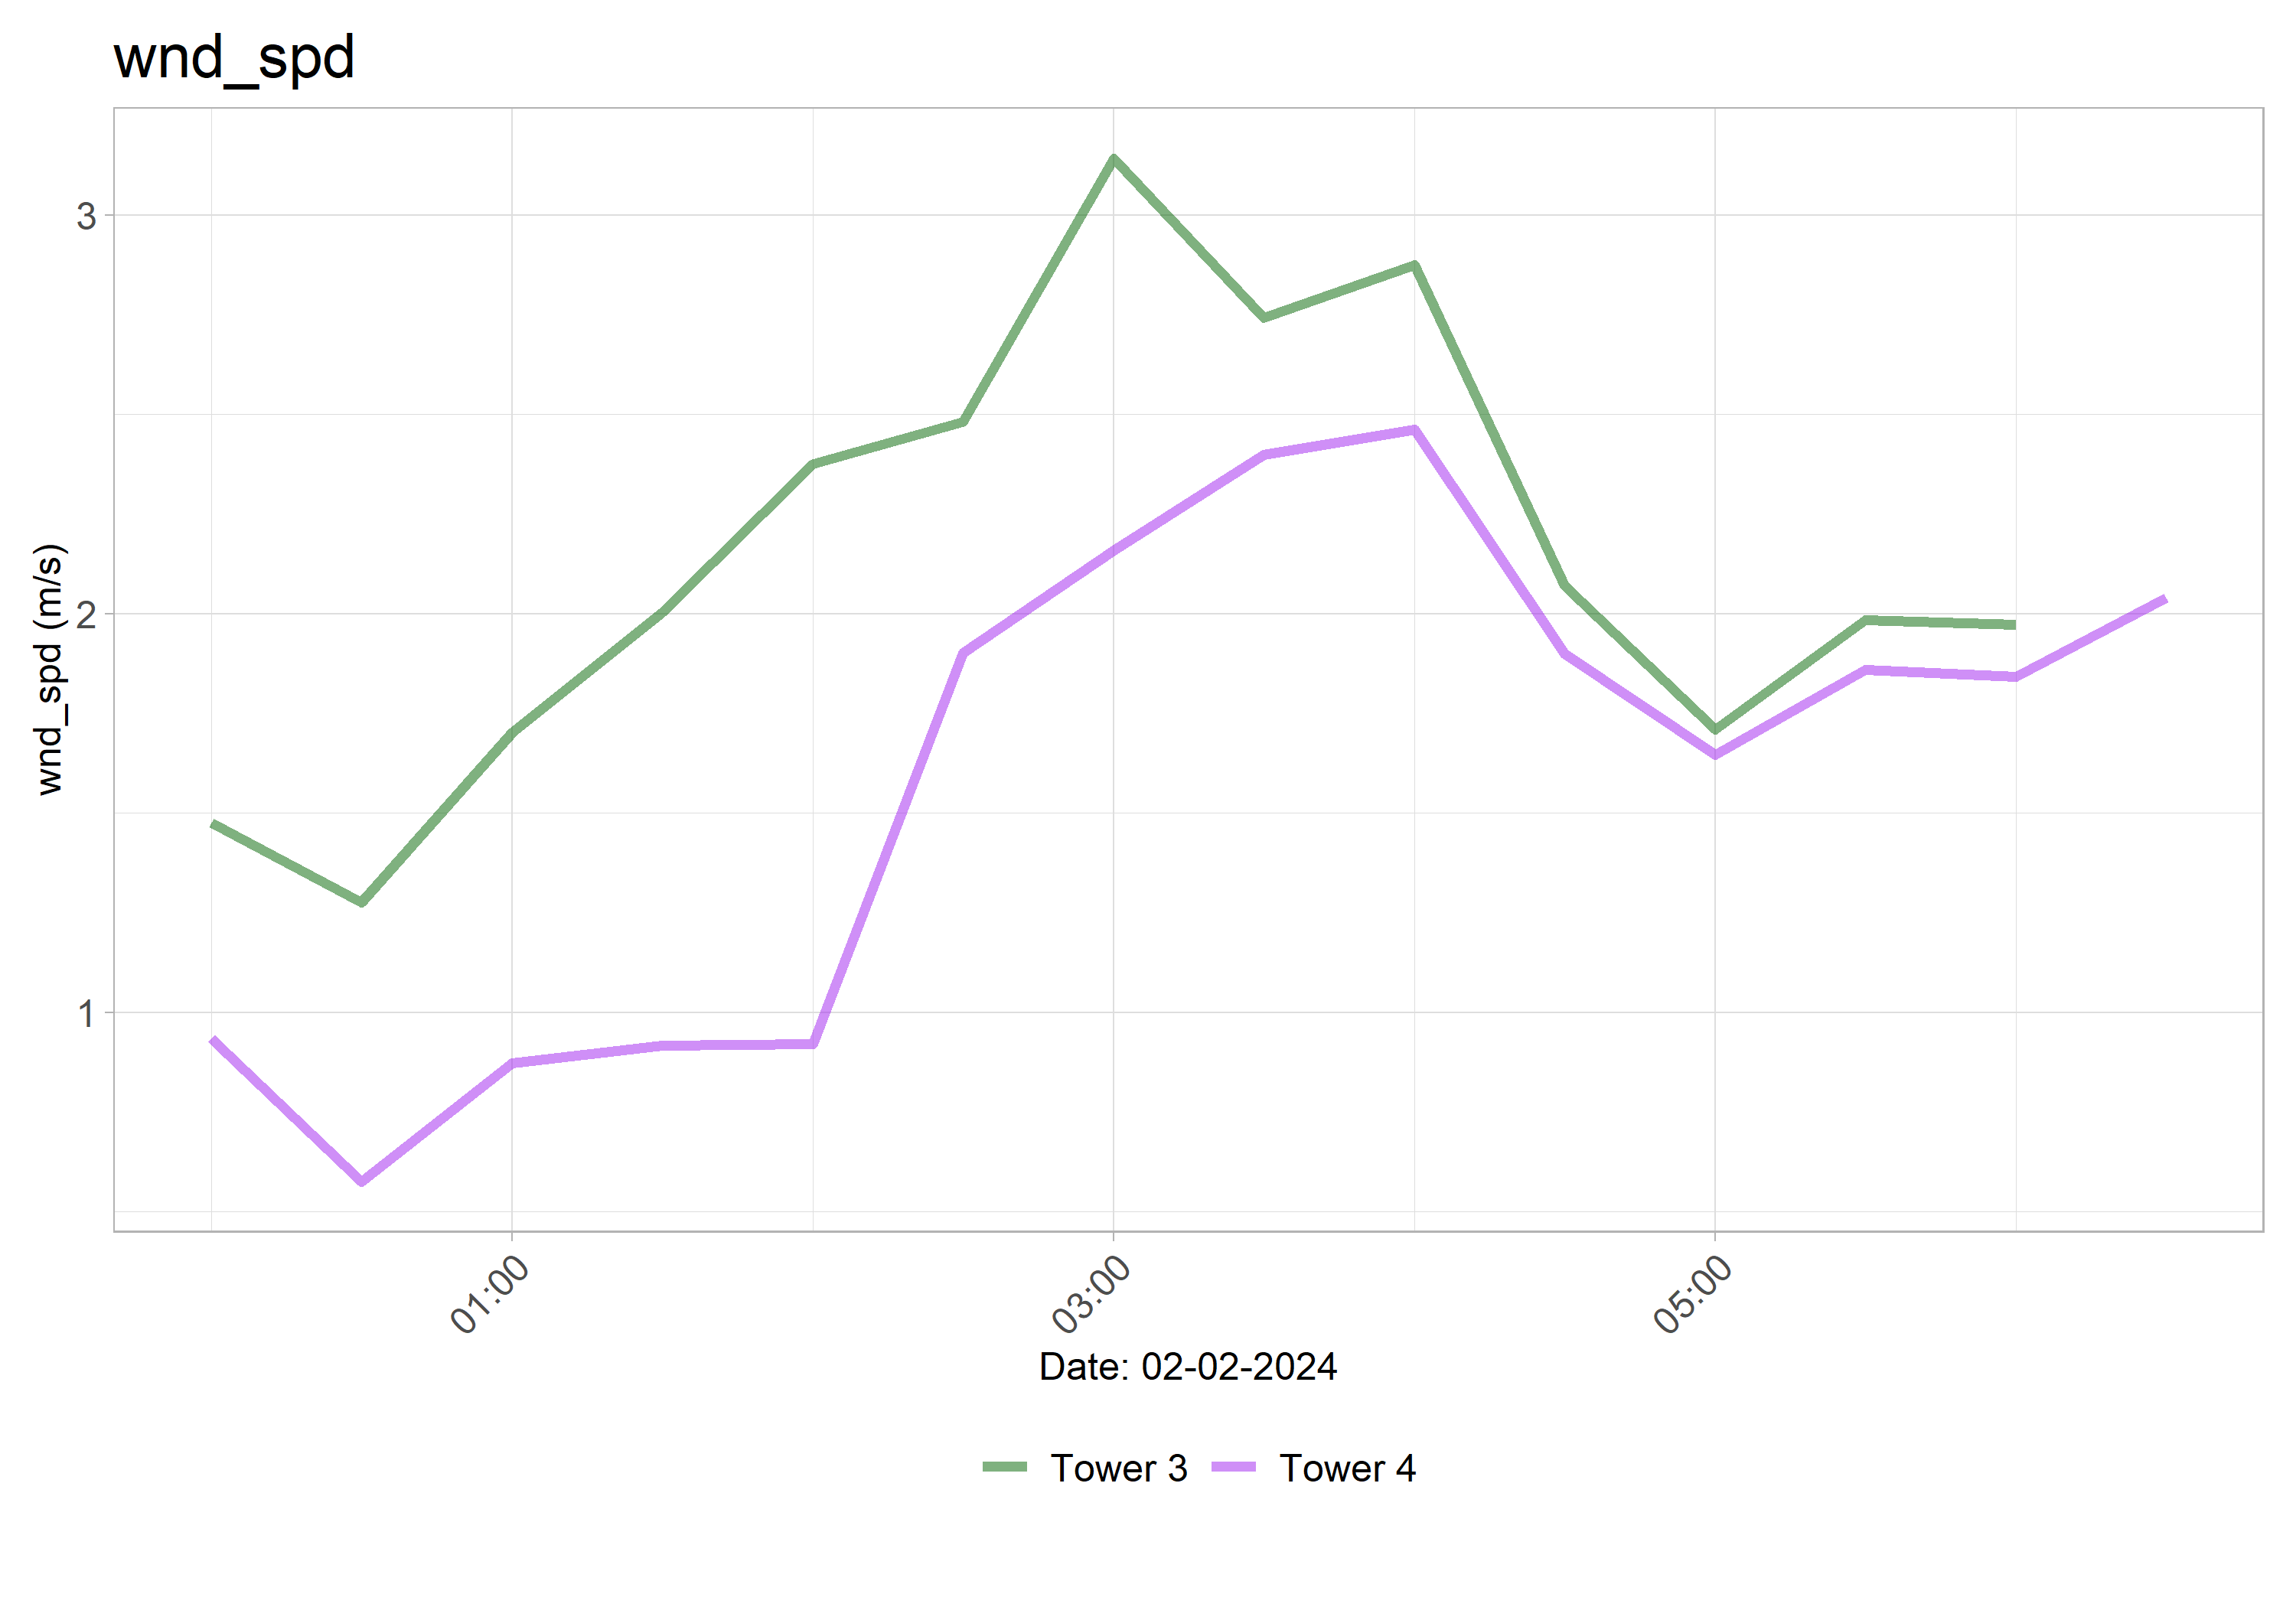 wnd_spd
wnd_spd (m/s)
3
2
1
01:00
03:00
05:00
Date: 02-02-2024
Tower 3
Tower 4